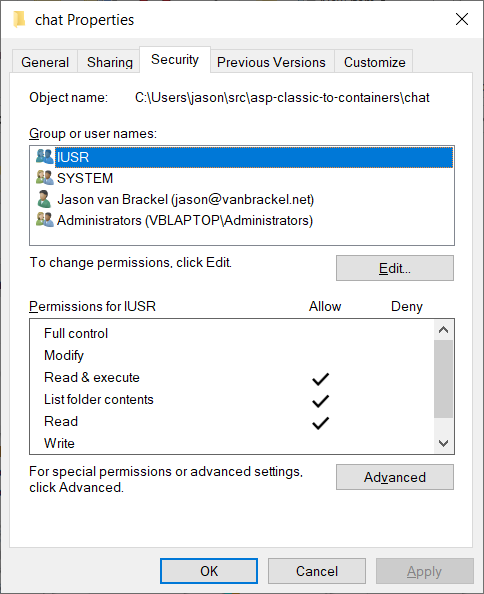 chat Properties
General Sharing Security Previous Versions Customize
Object name: C:\Users\jason\src\asp-classic-to-containers\chat
Group or user names:
IUSR
SYSTEM
Jason van Brackel (jason@vanbrackel.net)
Administrators (VBLAPTOP\Administrators)
To change permissions, click Edit.
Edit...
Permissions for IUSR Allow Deny
Full control
Modify
Read & execute
List folder contents
Read
Write
For special permissions or advanced settings,
click Advanced.
Advanced
OK Cancel Apply